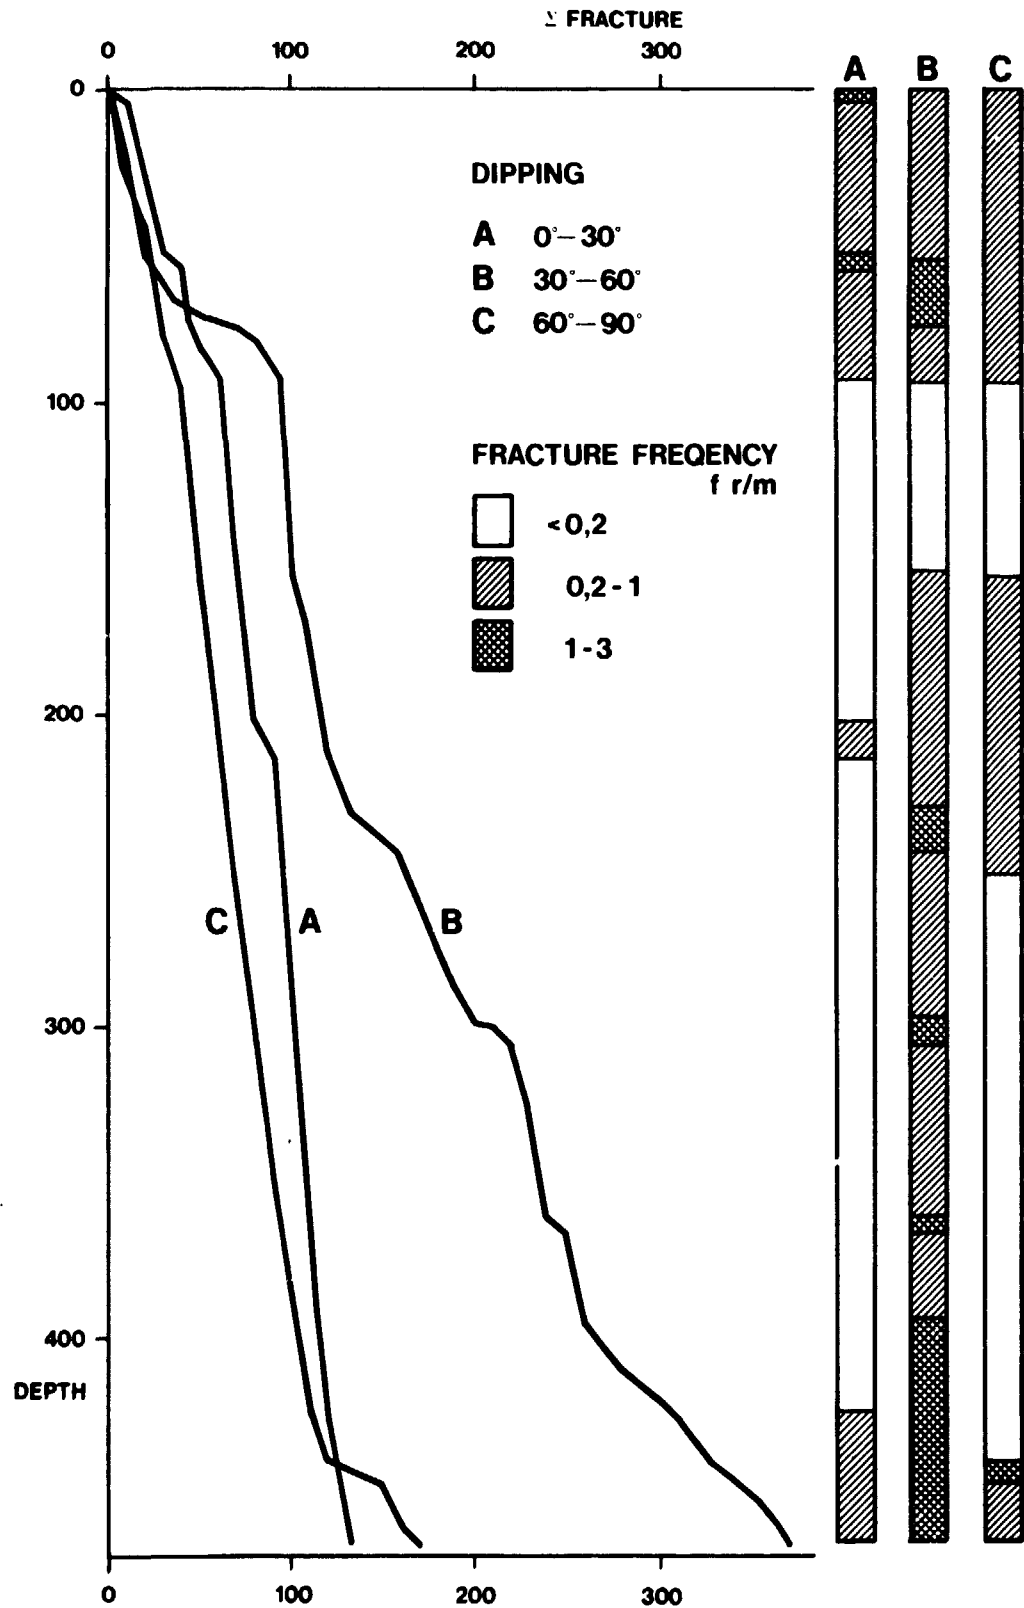 Σ FRACTURE
0 100 200 300
A B C
0
DIPPING
A 0°–30°
B 30°–60°
C 60°–90°
100
FRACTURE FREQENCY
f r/m
<0,2
0,2-1
1-3
200
C A B
300
400
DEPTH
0 100 200 300